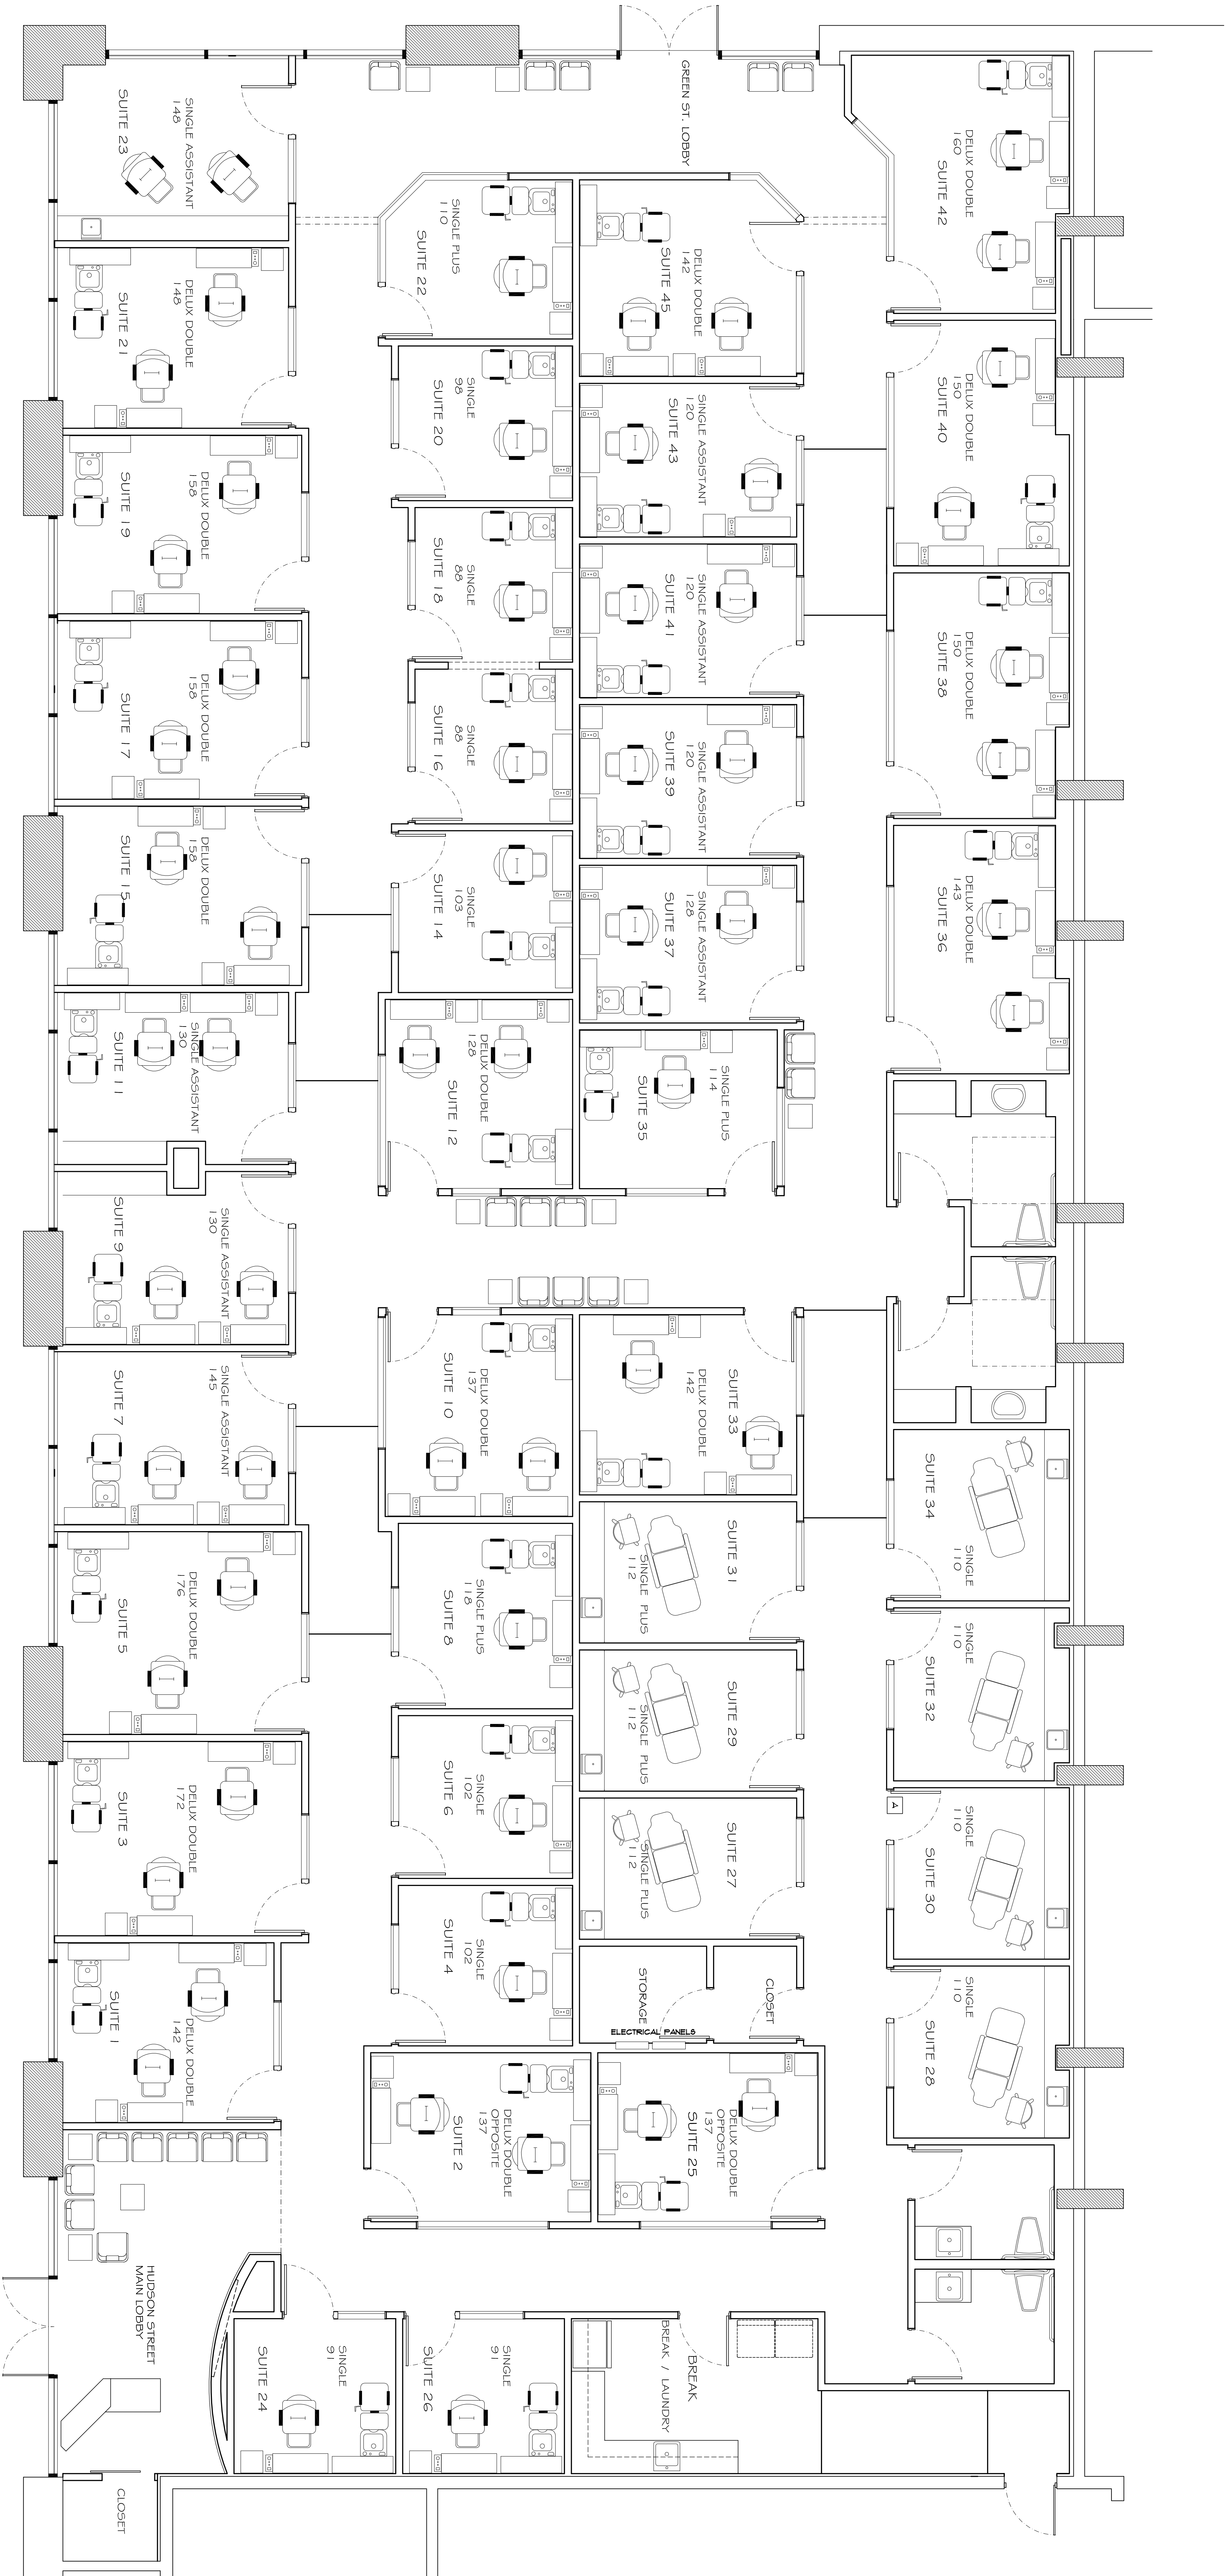 GREEN ST. LOBBY
SINGLE ASSISTANT
148
SUITE 23
DELUX DOUBLE
148
SUITE 21
DELUX DOUBLE
158
SUITE 19
DELUX DOUBLE
158
SUITE 17
DELUX DOUBLE
158
SUITE 15
SINGLE ASSISTANT
130
SUITE 11
SINGLE ASSISTANT
130
SUITE 9
SINGLE ASSISTANT
145
SUITE 7
DELUX DOUBLE
176
SUITE 5
DELUX DOUBLE
172
SUITE 3
DELUX DOUBLE
142
SUITE 1
HUDSON STREET
MAIN LOBBY
CLOSET
SINGLE PLUS
110
SUITE 22
SINGLE
98
SUITE 20
SINGLE
88
SUITE 18
SINGLE
88
SUITE 16
SINGLE
103
SUITE 14
DELUX DOUBLE
128
SUITE 12
DELUX DOUBLE
137
SUITE 10
SINGLE PLUS
118
SUITE 8
SINGLE
102
SUITE 6
SINGLE
102
SUITE 4
DELUX DOUBLE
OPPOSITE
137
SUITE 2
SINGLE
91
SUITE 24
SINGLE
91
SUITE 26
DELUX DOUBLE
142
SUITE 45
SINGLE ASSISTANT
120
SUITE 43
SINGLE ASSISTANT
120
SUITE 41
SINGLE ASSISTANT
120
SUITE 39
SINGLE ASSISTANT
128
SUITE 37
SINGLE PLUS
114
SUITE 35
SUITE 33
DELUX DOUBLE
142
SUITE 31
SINGLE PLUS
112
SUITE 29
SINGLE PLUS
112
SUITE 27
SINGLE PLUS
112
CLOSET
STORAGE
ELECTRICAL PANELS
DELUX DOUBLE
OPPOSITE
137
SUITE 25
BREAK
BREAK / LAUNDRY
DELUX DOUBLE
160
SUITE 42
DELUX DOUBLE
150
SUITE 40
DELUX DOUBLE
150
SUITE 38
DELUX DOUBLE
143
SUITE 36
SINGLE
110
SUITE 34
SINGLE
110
SUITE 32
A
SINGLE
110
SUITE 30
SINGLE
110
SUITE 28